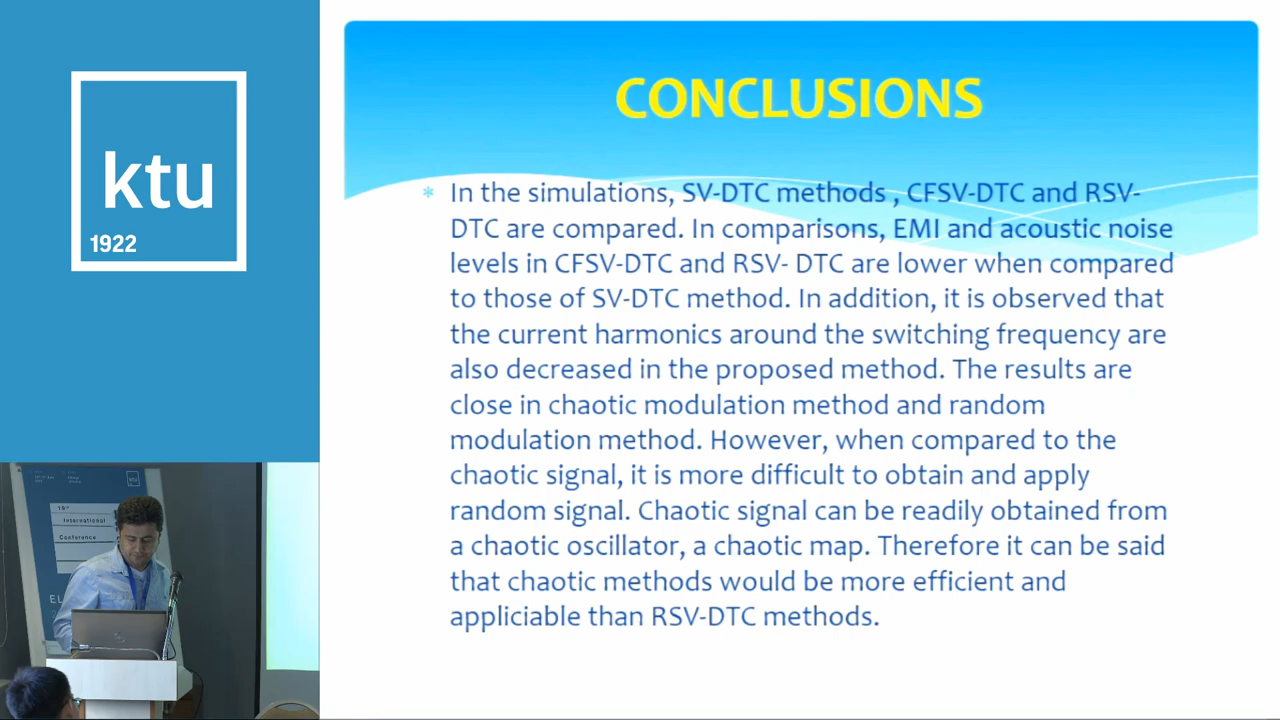 ktu
1922
CONCLUSIONS
* In the simulations, SV-DTC methods , CFSV-DTC and RSV-
DTC are compared. In comparisons, EMI and acoustic noise
levels in CFSV-DTC and RSV- DTC are lower when compared
to those of SV-DTC method. In addition, it is observed that
the current harmonics around the switching frequency are
also decreased in the proposed method. The results are
close in chaotic modulation method and random
modulation method. However, when compared to the
chaotic signal, it is more difficult to obtain and apply
random signal. Chaotic signal can be readily obtained from
a chaotic oscillator, a chaotic map. Therefore it can be said
that chaotic methods would be more efficient and
appliciable than RSV-DTC methods.
International
Conference
EL